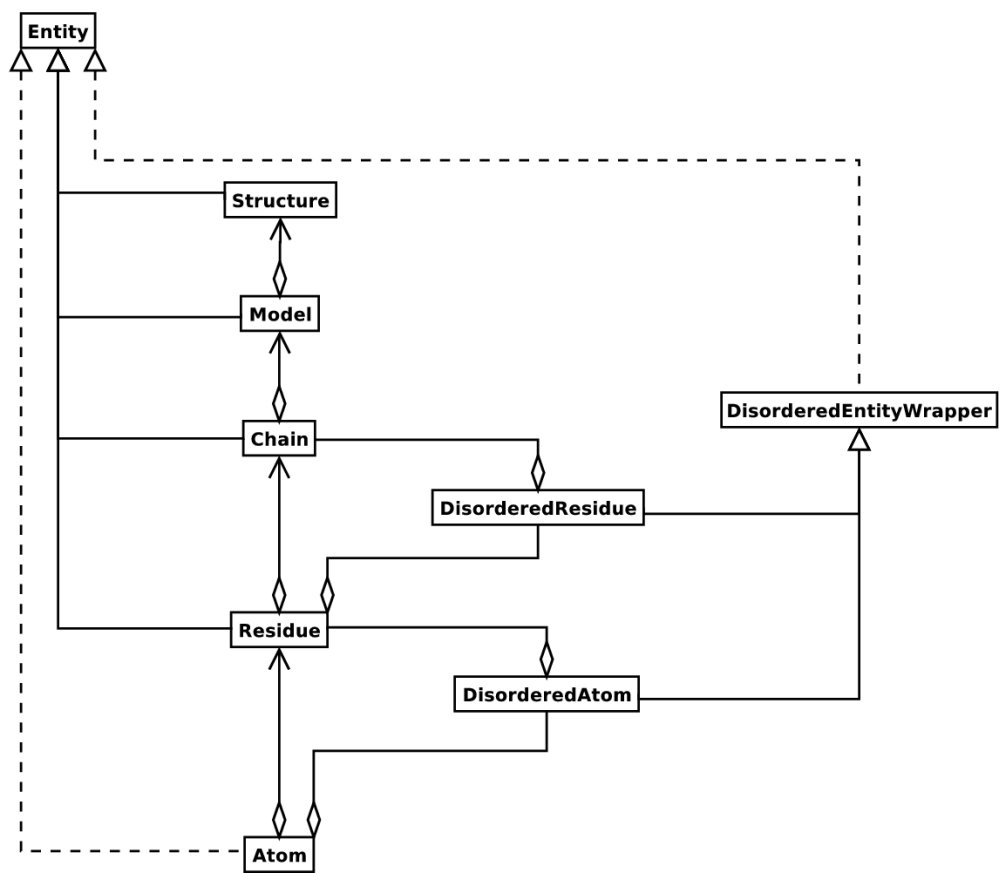 Entity
Structure
Model
DisorderedEntityWrapper
Chain
DisorderedResidue
Residue
DisorderedAtom
Atom